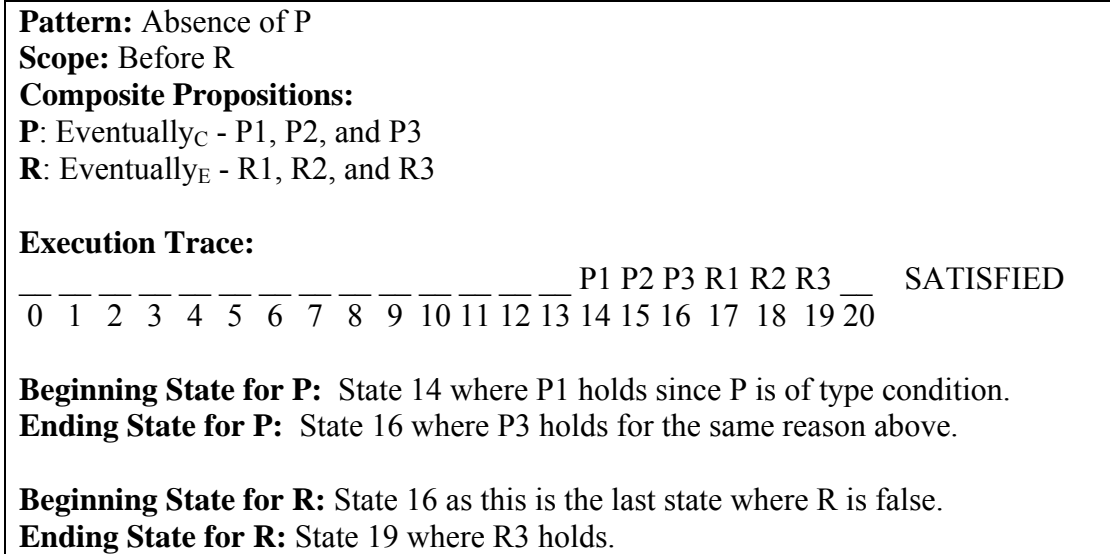 Pattern: Absence of P
Scope: Before R
Composite Propositions:
P: EventuallyC - P1, P2, and P3
R: EventuallyE - R1, R2, and R3
Execution Trace:
__ __ __ __ __ __ __ __ __ __ __ __ __ __ P1 P2 P3 R1 R2 R3 __ SATISFIED
0 1 2 3 4 5 6 7 8 9 10 11 12 13 14 15 16 17 18 19 20
Beginning State for P: State 14 where P1 holds since P is of type condition.
Ending State for P: State 16 where P3 holds for the same reason above.
Beginning State for R: State 16 as this is the last state where R is false.
Ending State for R: State 19 where R3 holds.